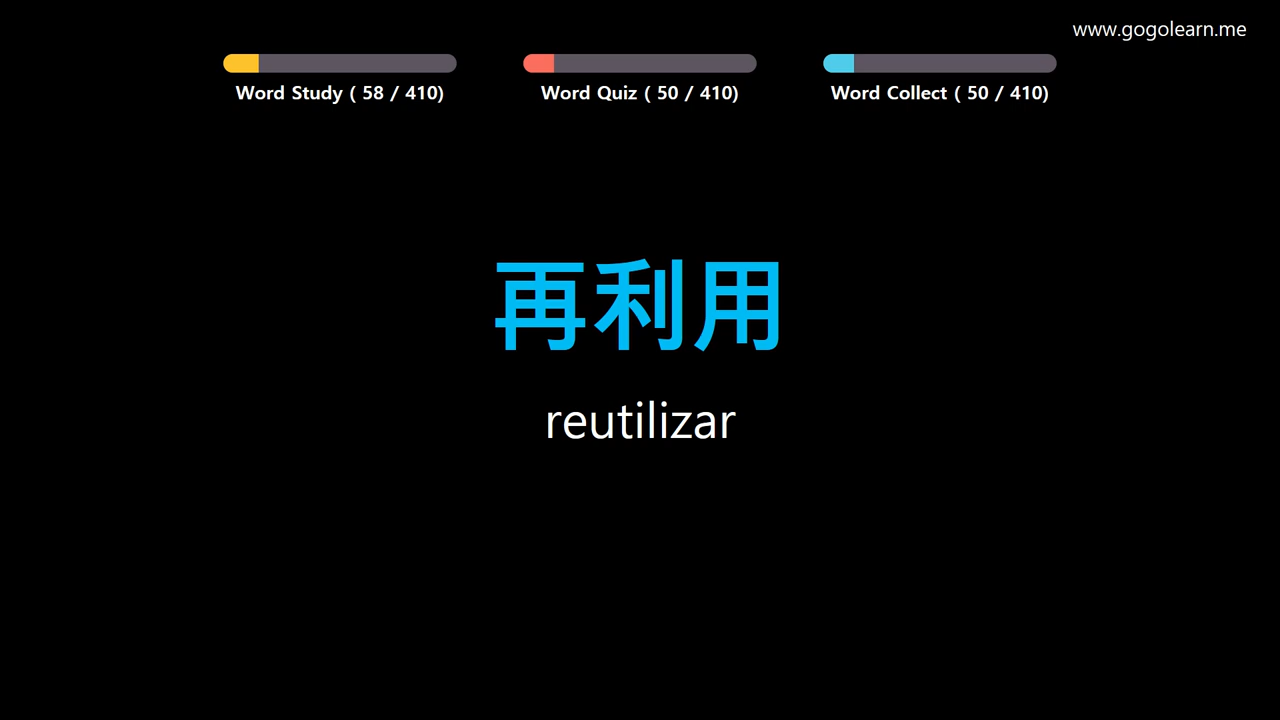 www.gogolearn.me
Word Study ( 58 / 410)
Word Quiz ( 50 / 410)
Word Collect ( 50 / 410)
再利用
reutilizar